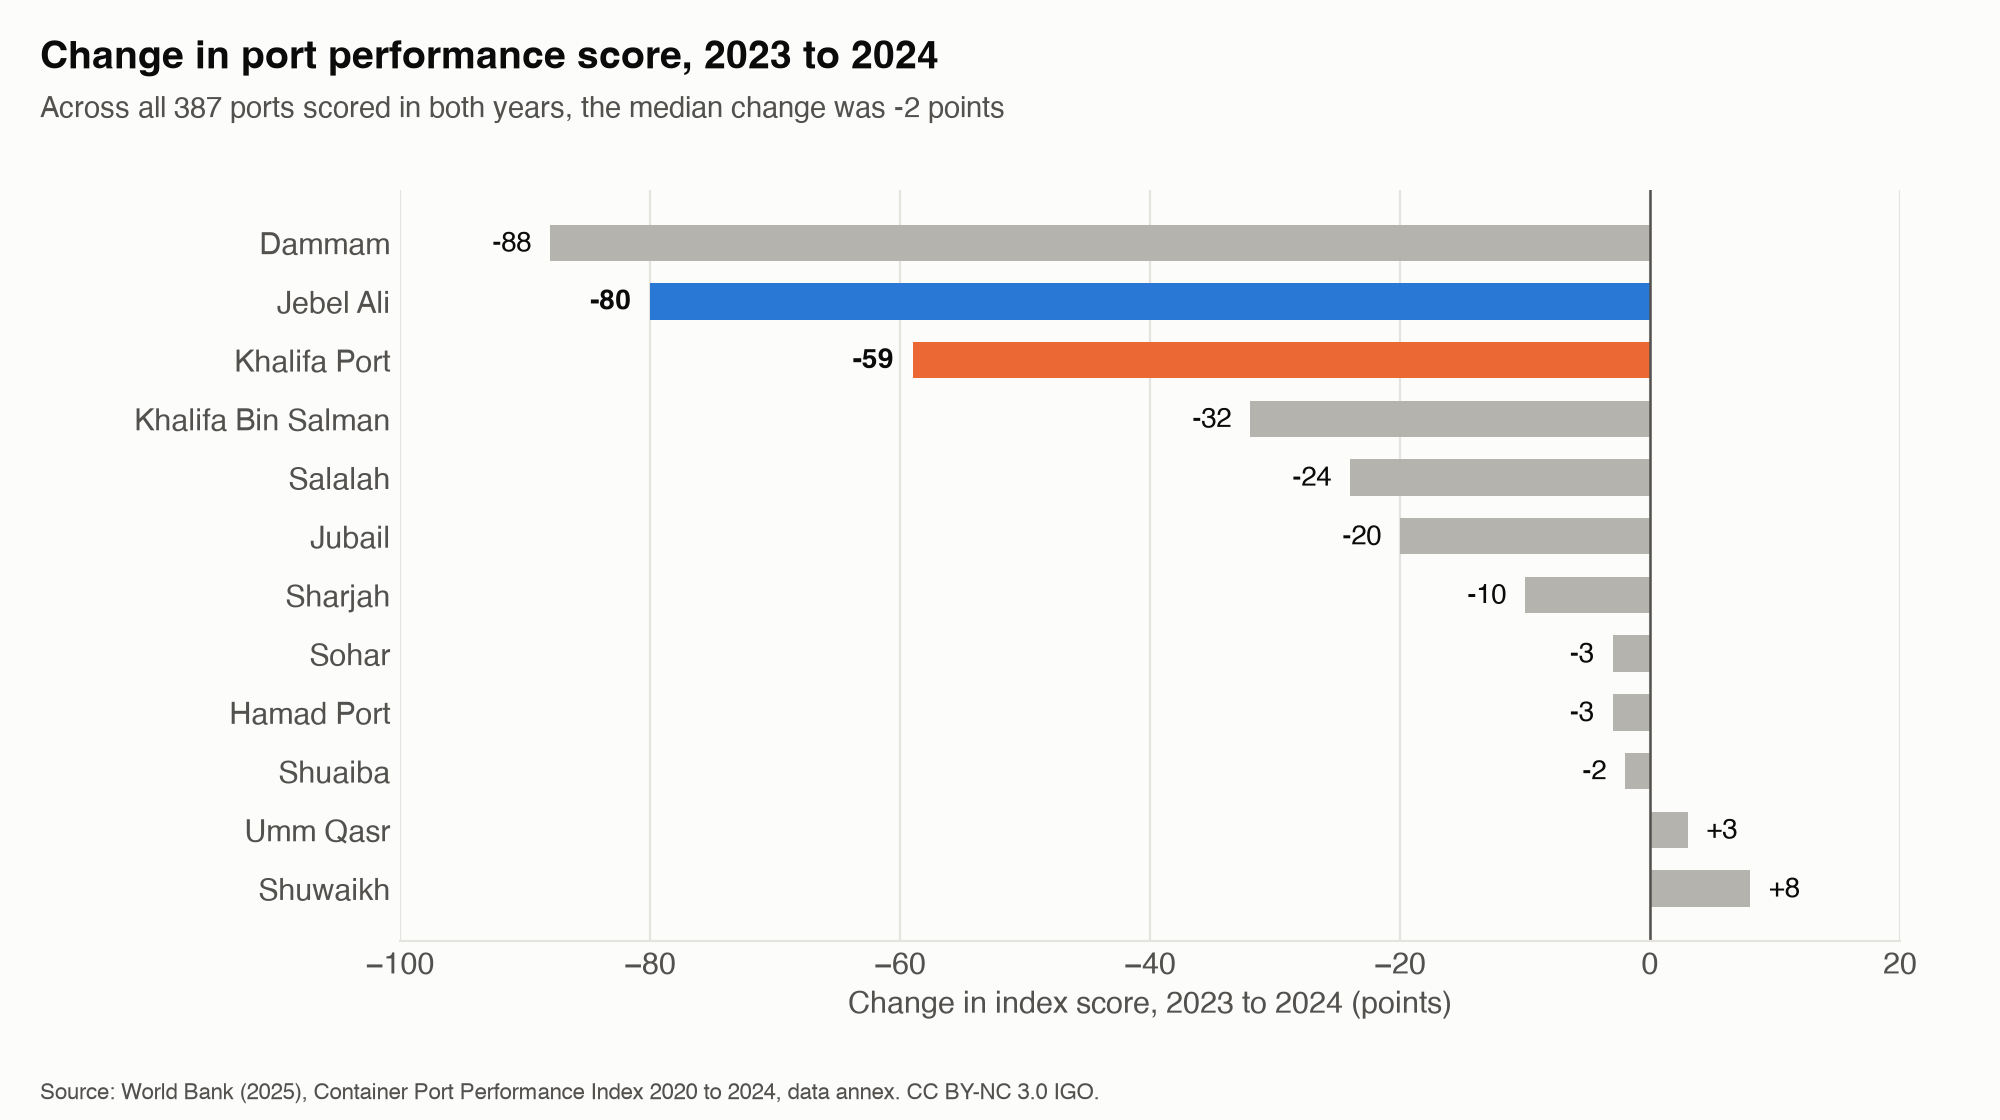 Change in port performance score, 2023 to 2024
Across all 387 ports scored in both years, the median change was -2 points
Dammam -88
Jebel Ali -80
Khalifa Port -59
Khalifa Bin Salman -32
Salalah -24
Jubail -20
Sharjah -10
Sohar -3
Hamad Port -3
Shuaiba -2
Umm Qasr +3
Shuwaikh +8
−100 −80 −60 −40 −20 0 20
Change in index score, 2023 to 2024 (points)
Source: World Bank (2025), Container Port Performance Index 2020 to 2024, data annex. CC BY-NC 3.0 IGO.